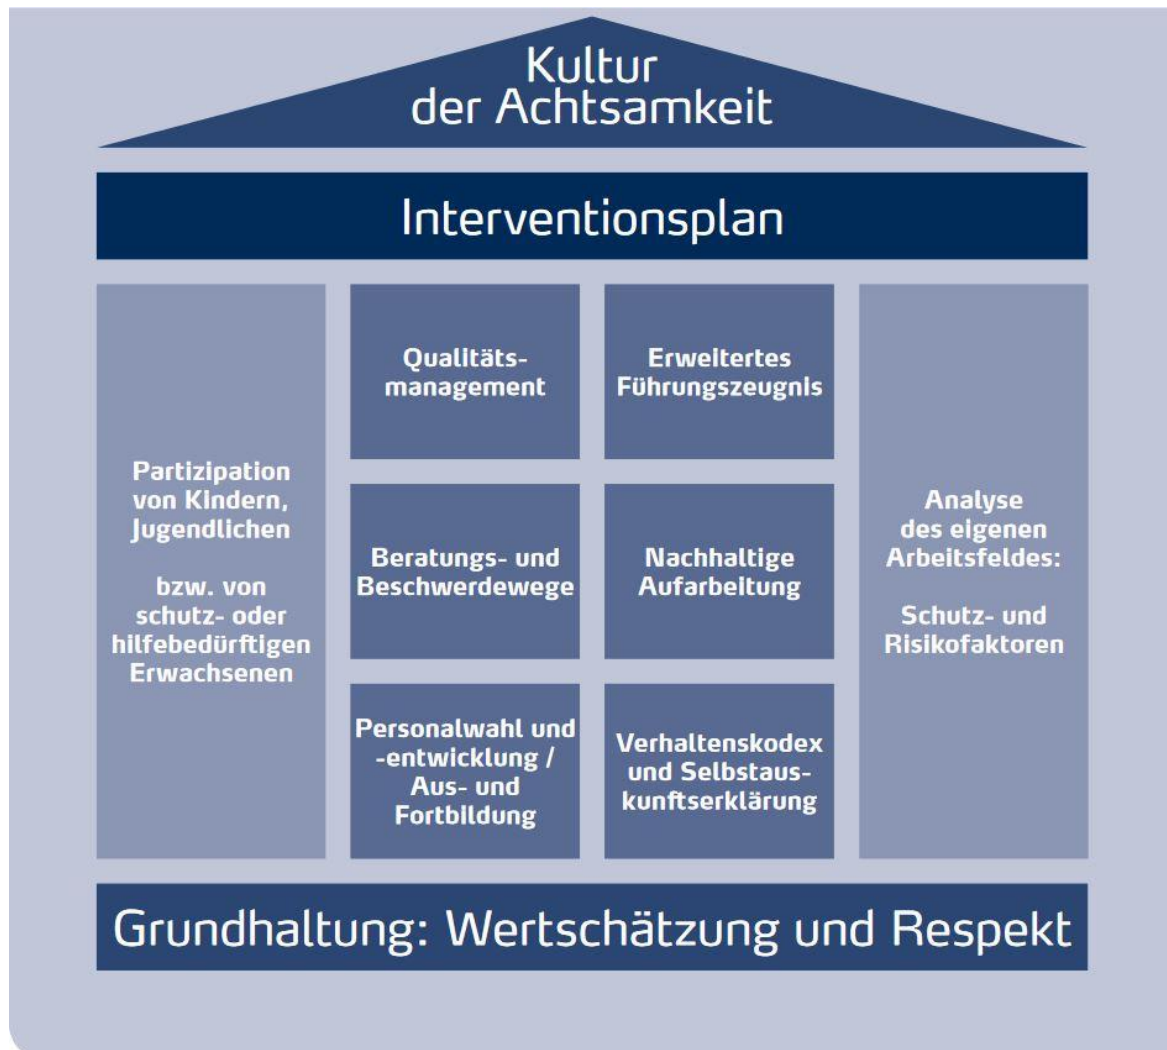 Kultur
der Achtsamkeit
Interventionsplan
Partizipation
von Kindern,
Jugendlichen
bzw. von
schutz- oder
hilfebedürftigen
Erwachsenen
Qualitäts-
management
Erweitertes
Führungszeugnis
Beratungs- und
Beschwerdewege
Nachhaltige
Aufarbeitung
Personalwahl und
-entwicklung /
Aus- und
Fortbildung
Verhaltenskodex
und Selbstaus-
kunftserklärung
Analyse
des eigenen
Arbeitsfeldes:
Schutz- und
Risikofaktoren
Grundhaltung: Wertschätzung und Respekt